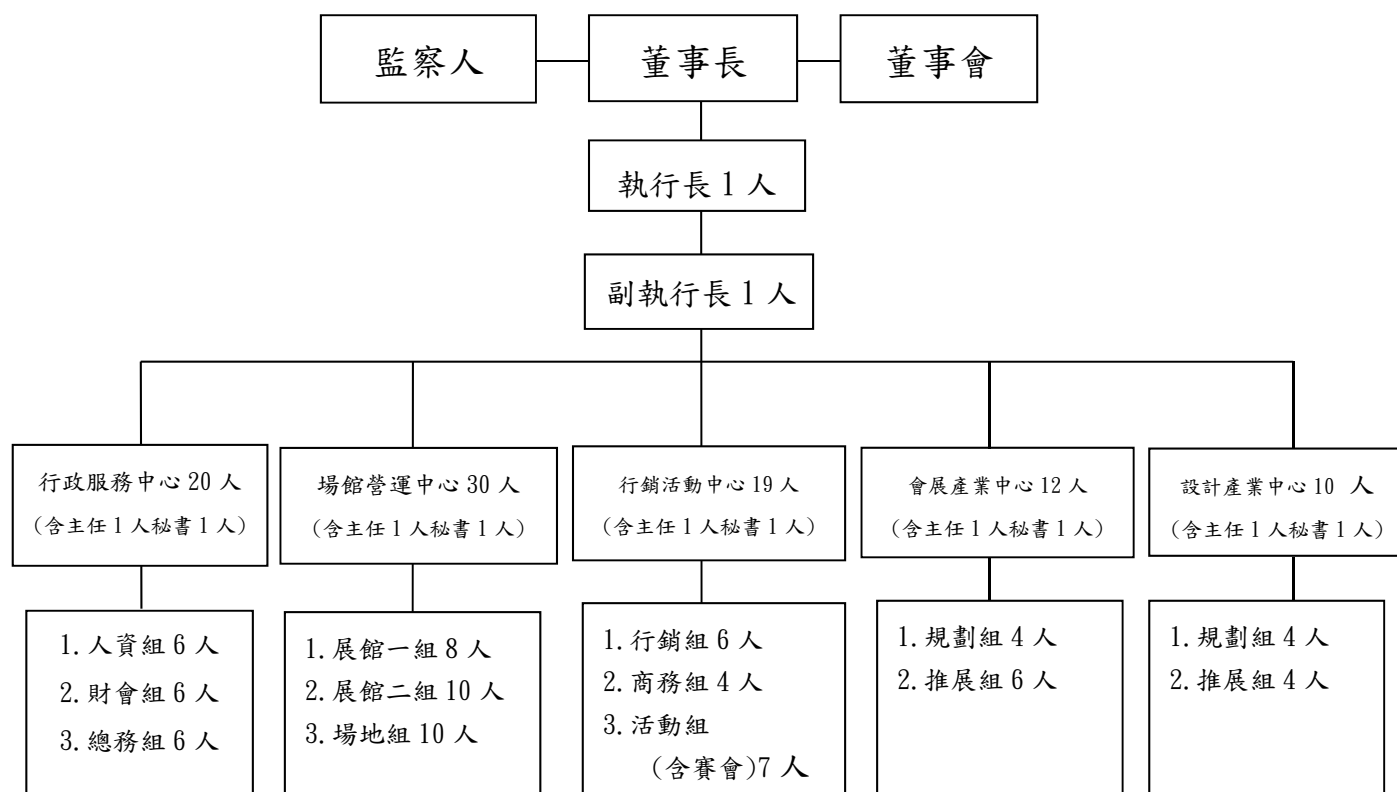 監察人
董事長
董事會
執行長 1 人
副執行長 1 人
行政服務中心 20 人
(含主任 1 人秘書 1 人)
場館營運中心 30 人
(含主任 1 人秘書 1 人)
行銷活動中心 19 人
(含主任 1 人秘書 1 人)
會展產業中心 12 人
(含主任 1 人秘書 1 人)
設計產業中心 10 人
(含主任 1 人秘書 1 人)
1. 人資組 6 人
2. 財會組 6 人
3. 總務組 6 人
1. 展館一組 8 人
2. 展館二組 10 人
3. 場地組 10 人
1. 行銷組 6 人
2. 商務組 4 人
3. 活動組
(含賽會)7 人
1. 規劃組 4 人
2. 推展組 6 人
1. 規劃組 4 人
2. 推展組 4 人